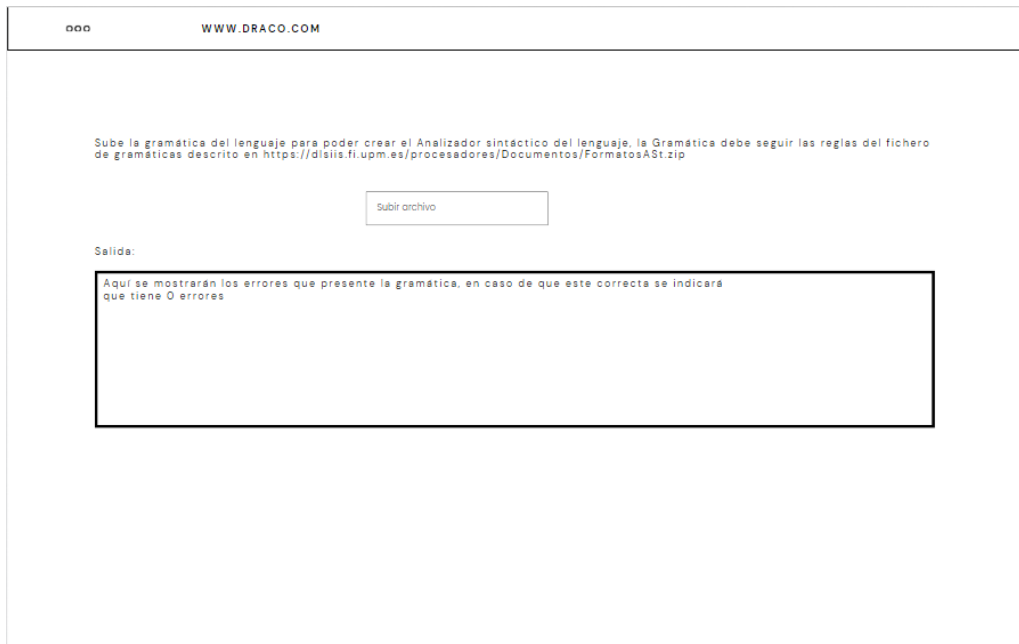 WWW.DRACO.COM
Sube la gramática del lenguaje para poder crear el Analizador sintáctico del lenguaje, la Gramática debe seguir las reglas del fichero
de gramáticas descrito en https://dlsiis.fi.upm.es/procesadores/Documentos/FormatosASt.zip
Subir archivo
Salida:
Aquí se mostrarán los errores que presente la gramática, en caso de que este correcta se indicará
que tiene 0 errores